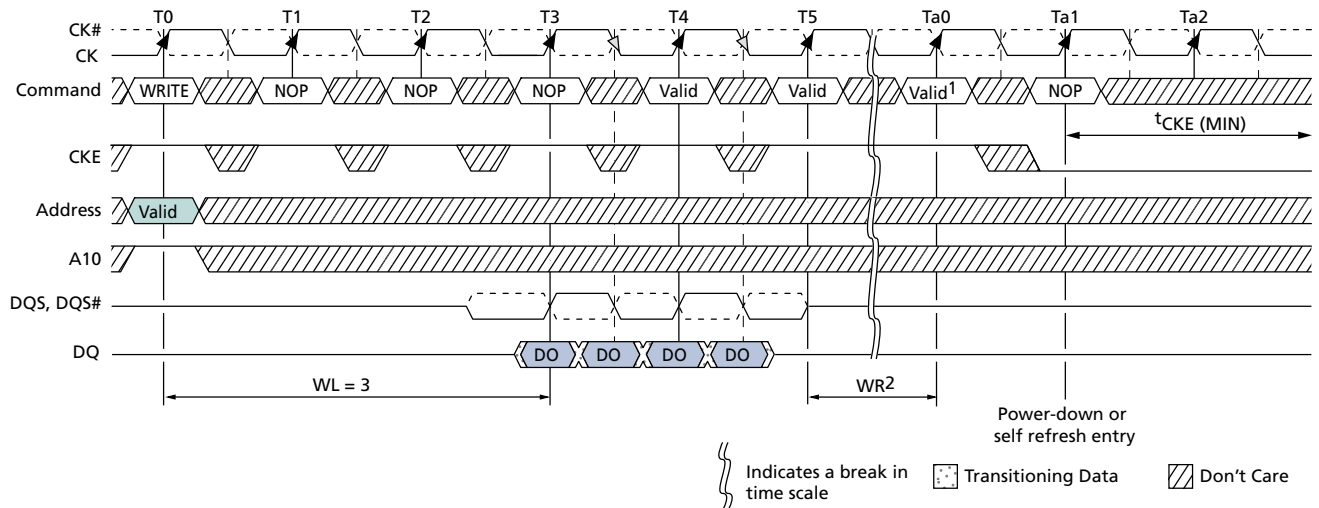 T0 T1 T2 T3 T4 T5 Ta0 Ta1 Ta2
CK#
CK
Command WRITE NOP NOP NOP Valid Valid Valid1 NOP
tCKE (MIN)
CKE
Address Valid
A10
DQS, DQS#
DQ DO DO DO DO
WL = 3 WR2
Power-down or
self refresh entry
Indicates a break in
time scale
Transitioning Data
Don't Care